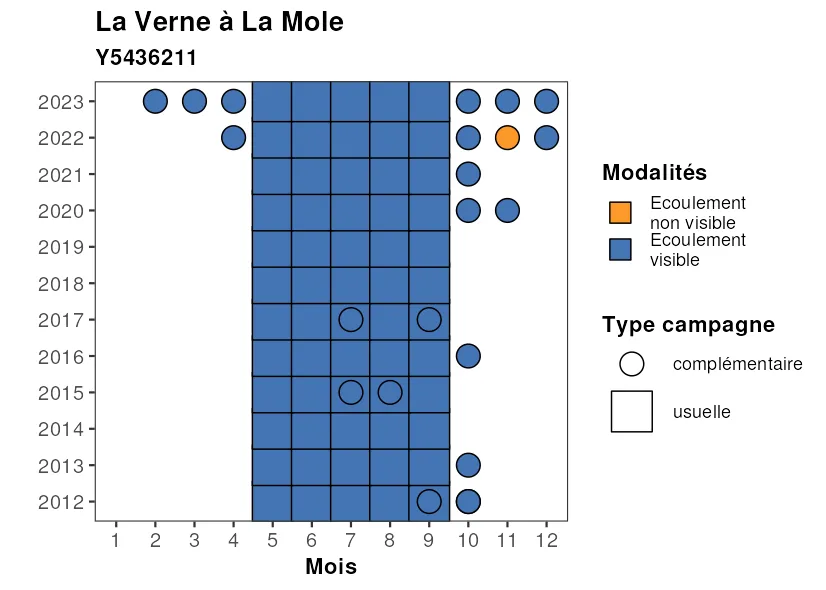 La Verne à La Mole
Y5436211
2023
2022
2021
2020
2019
2018
2017
2016
2015
2014
2013
2012
1 2 3 4 5 6 7 8 9 10 11 12
Mois
Modalités
Ecoulement
non visible
Ecoulement
visible
Type campagne
complémentaire
usuelle